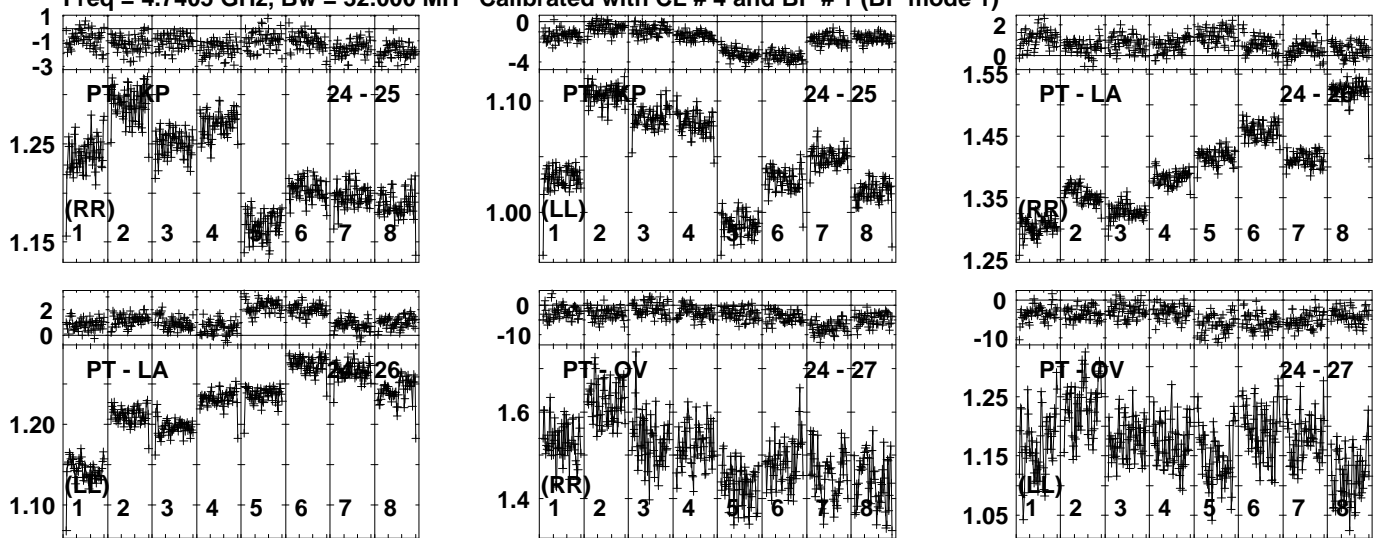 Freq = 4.7405 GHz, Bw = 32.000 MH Calibrated with CL # 4 and BP # 1 (BP mode 1)
1
-1
-3
PT - KP 24 - 25
1.25
1.15
(RR)
1 2 3 4 5 6 7 8
0
-4
PT - KP 24 - 25
1.10
1.00
(LL)
1 2 3 4 5 6 7 8
2
0
PT - LA 24 - 26
1.55
1.45
1.35
1.25
(RR)
1 2 3 4 5 6 7 8
2
0
PT - LA 24 - 26
1.20
1.10
(LL)
1 2 3 4 5 6 7 8
0
-10
PT - OV 24 - 27
1.6
1.4
(RR)
1 2 3 4 5 6 7 8
0
-10
PT - OV 24 - 27
1.25
1.15
1.05
(LL)
1 2 3 4 5 6 7 8